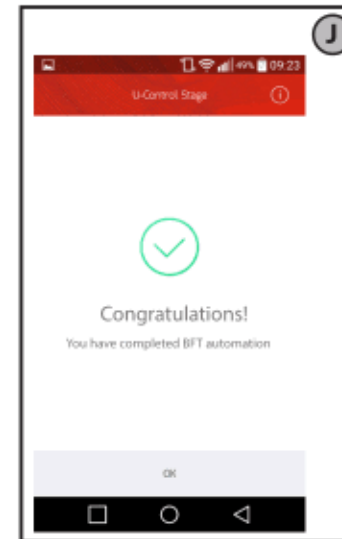 J
49% 09:23
U-Control Stage
Congratulations!
You have completed BFT automation
OK